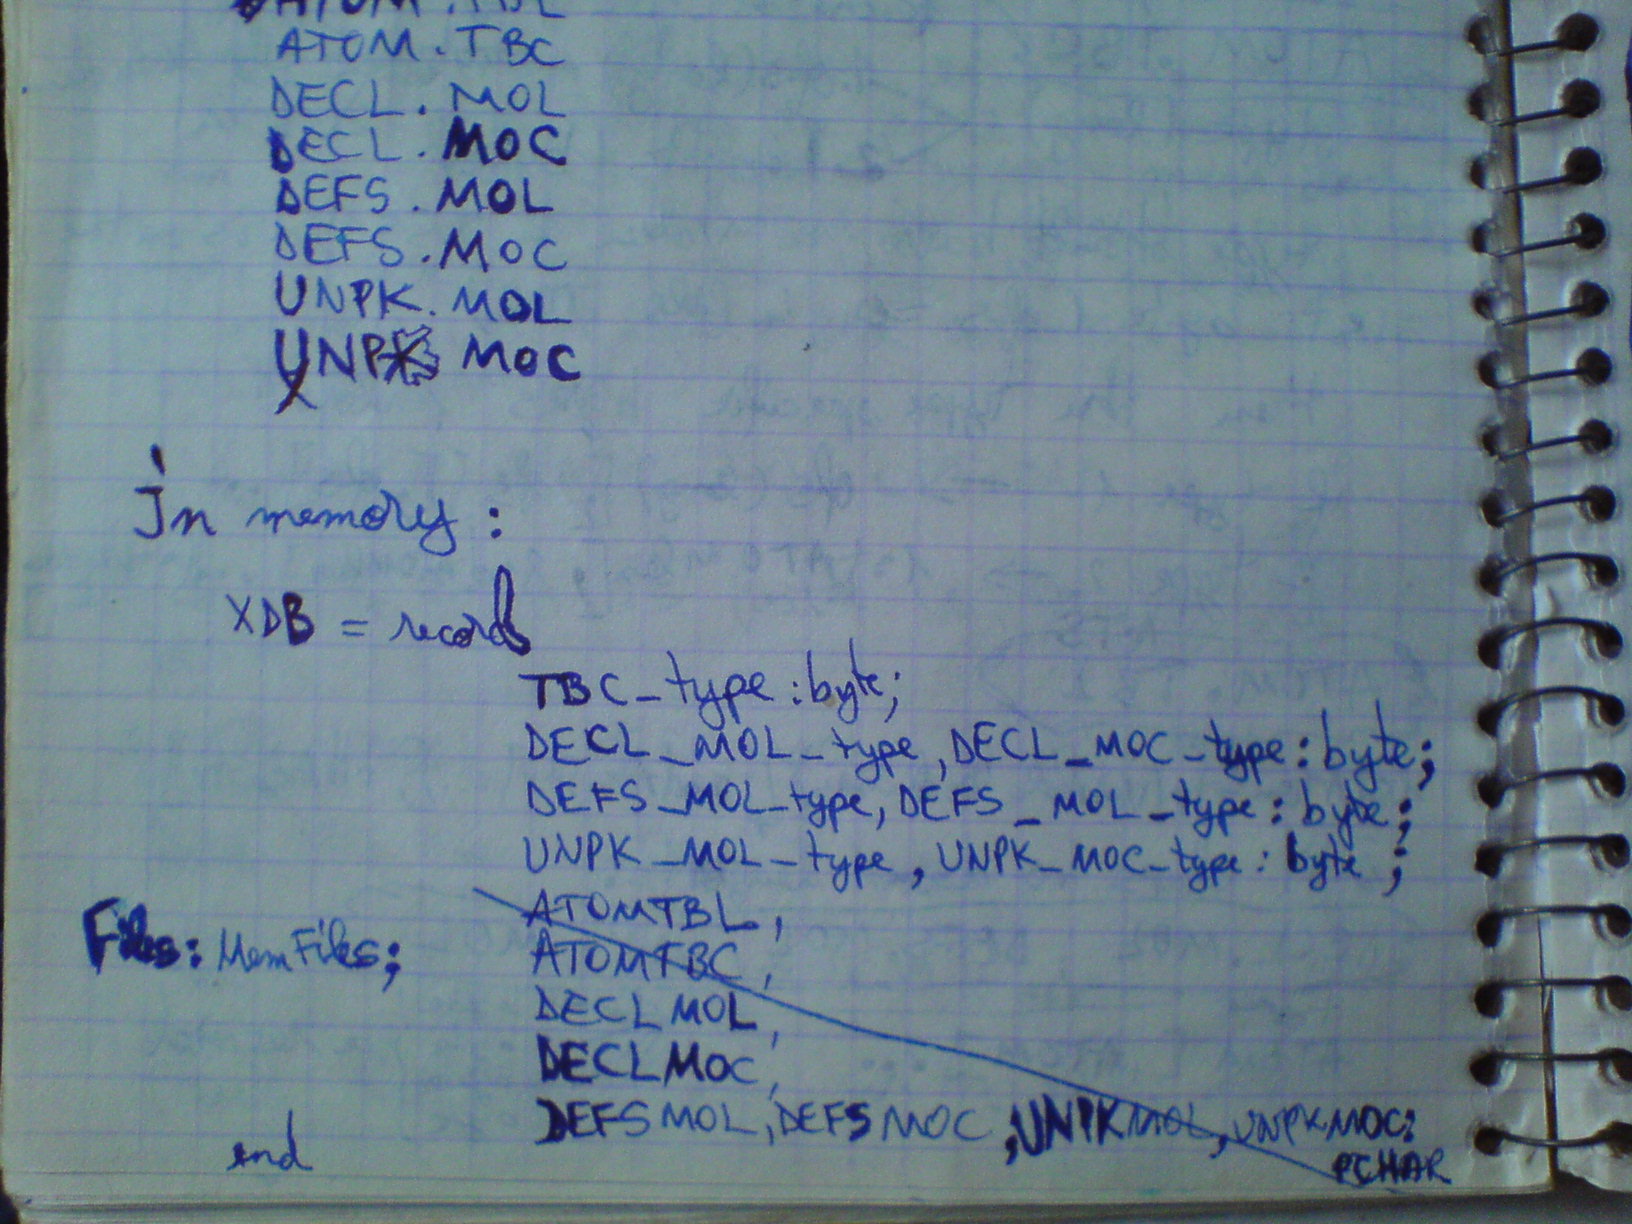 ATOM.TBL
ATOM.TBC
DECL.MOL
DECL.MOC
DEFS.MOL
DEFS.MOC
UNPK.MOL
UNPK MOC
In memory:
XDB = record
TBC_type:byte;
DECL_MOL_type,DECL_MOC_type:byte;
DEFS_MOL_type,DEFS_MOL_type:byte;
UNPK_MOL_type,UNPK_MOC_type:byte;
ATOMTBL,
Files: MemFiles; ATOMTBC,
DECLMOL,
DECLMOC,
DEFSMOL,DEFSMOC,UNPKMOL,UNPKMOC:
PCHAR
end